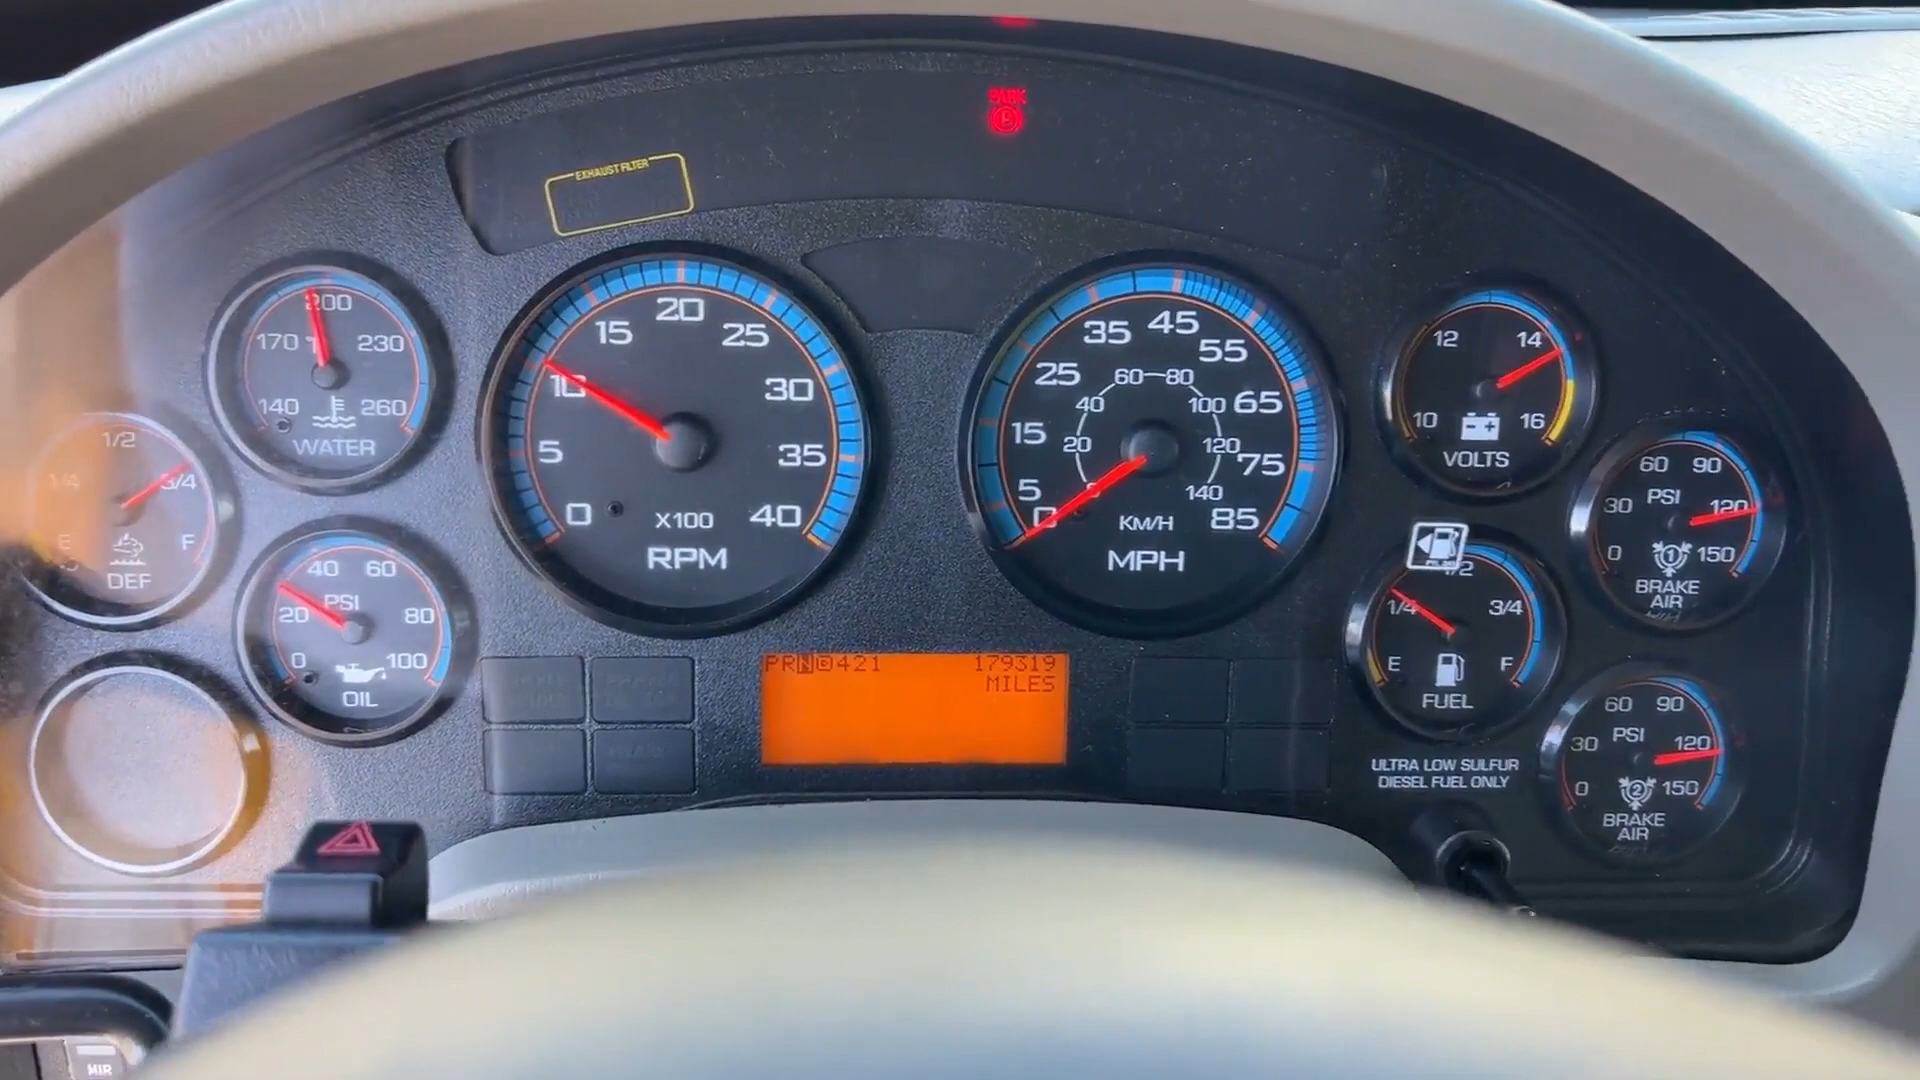 PARK
P
EXHAUST FILTER
140
170
200
230
260
WATER
0
5
10
15
20
25
30
35
40
X100
RPM
0
5
15
25
35
45
55
65
75
85
20
40
60
80
100
120
140
KM/H
MPH
10
12
14
16
VOLTS
E
1/4
1/2
3/4
F
DEF
0
20
40
60
80
100
PSI
OIL
PRND421 179319
MILES
E
1/4
1/2
3/4
F
FUEL
0
30
60
90
120
150
PSI
1
BRAKE
AIR
ULTRA LOW SULFUR
DIESEL FUEL ONLY
0
30
60
90
120
150
PSI
2
BRAKE
AIR
MIR